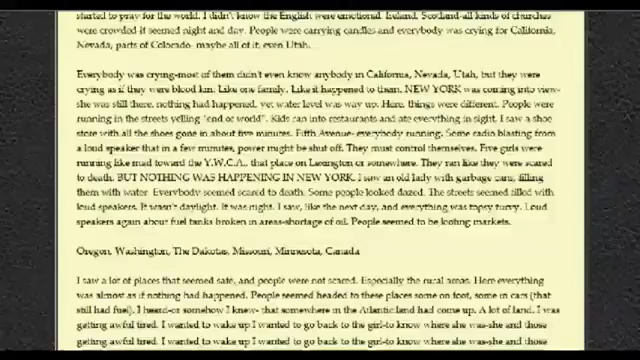 started to pray for the world. I didn't know the English were emotional. Ireland, Scotland-all kinds of churches
were crowded-it seemed night and day. People were carrying candles and everybody was crying for California,
Nevada, parts of Colorado- maybe all of it, even Utah.
Everybody was crying-most of them didn't even know anybody in California, Nevada, Utah, but they were
crying as if they were blood kin. Like one family. Like it happened to them. NEW YORK was coming into view-
she was still there, nothing had happened, yet water level was way up. Here, things were different. People were
running in the streets yelling "end of world". Kids ran into restaurants and ate everything in sight. I saw a shoe
store with all the shoes gone in about five minutes. Fifth Avenue- everybody running. Some radio blasting from
a loud speaker that in a few minutes, power might be shut off. They must control themselves. Five girls were
running like mad toward the Y.W.C.A., that place on Lexington or somewhere. They ran like they were scared
to death. BUT NOTHING WAS HAPPENING IN NEW YORK. I saw an old lady with garbage cans, filling
them with water. Everybody seemed scared to death. Some people looked dazed. The streets seemed filled with
loud speakers. It wasn't daylight. It was night. I saw, like the next day, and everything was topsy turvy. Loud
speakers again about fuel tanks broken in areas-shortage of oil. People seemed to be looting markets.
Oregon, Washington, The Dakotas, Missouri, Minnesota, Canada
I saw a lot of places that seemed safe, and people were not scared. Especially the rural areas. Here everything
was almost as if nothing had happened. People seemed headed to these places some on foot, some in cars (that
still had fuel). I heard-or somehow I knew- that somewhere in the Atlantic land had come up. A lot of land. I was
getting awful tired. I wanted to wake up I wanted to go back to the girl-to know where she was-she and those
getting awful tired. I wanted to wake up I wanted to go back to the girl-to know where she was-she and those